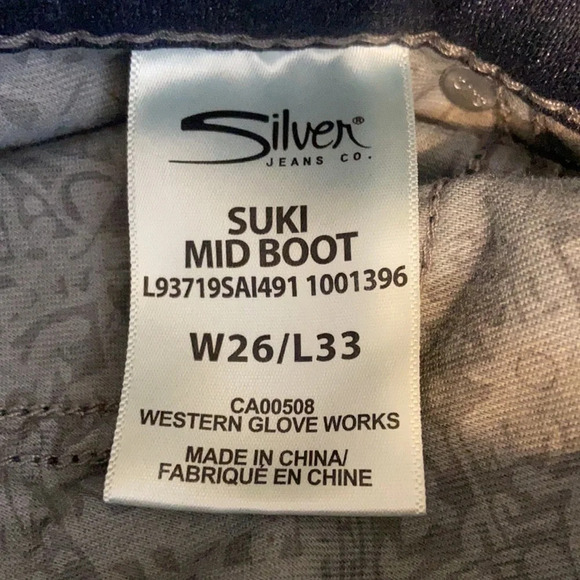 Silver®
JEANS CO.
SUKI
MID BOOT
L93719SAI491 1001396
W26/L33
CA00508
WESTERN GLOVE WORKS
MADE IN CHINA/
FABRIQUÉ EN CHINE